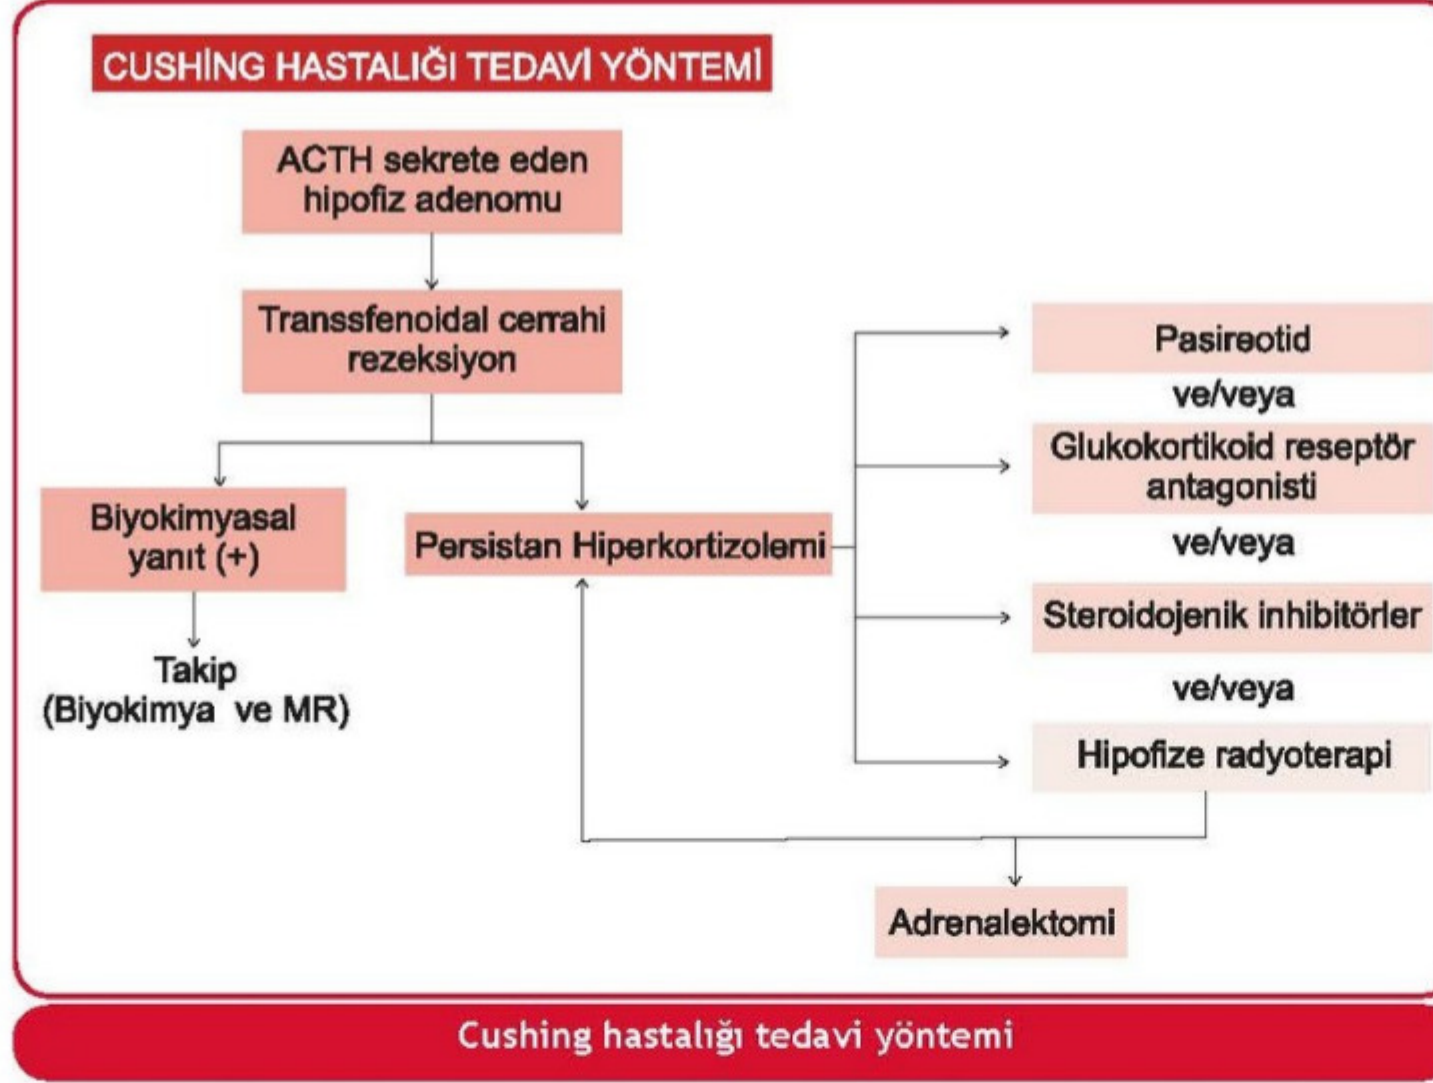 CUSHİNG HASTALIĞI TEDAVİ YÖNTEMİ
ACTH sekrete eden
hipofiz adenomu
Transsfenoidal cerrahi
rezeksiyon
Biyokimyasal
yanıt (+)
Takip
(Biyokimya ve MR)
Persistan Hiperkortizolemi
Pasireotid
ve/veya
Glukokortikoid reseptör
antagonisti
ve/veya
Steroidojenik inhibitörler
ve/veya
Hipofize radyoterapi
Adrenalektomi
Cushing hastalığı tedavi yöntemi